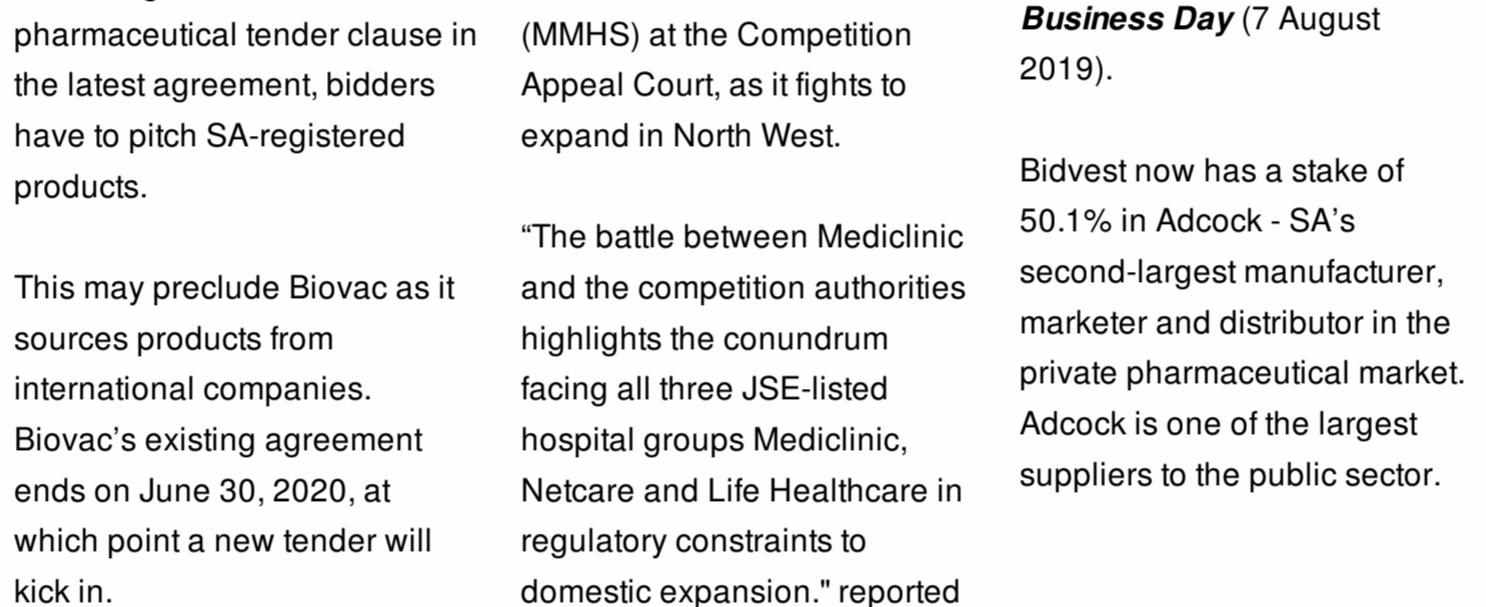 pharmaceutical tender clause in
the latest agreement, bidders
have to pitch SA-registered
products.
This may preclude Biovac as it
sources products from
international companies.
Biovac's existing agreement
ends on June 30, 2020, at
which point a new tender will
kick in.
(MMHS) at the Competition
Appeal Court, as it fights to
expand in North West.
“The battle between Mediclinic
and the competition authorities
highlights the conundrum
facing all three JSE-listed
hospital groups Mediclinic,
Netcare and Life Healthcare in
regulatory constraints to
domestic expansion." reported
Business Day (7 August
2019).
Bidvest now has a stake of
50.1% in Adcock - SA's
second-largest manufacturer,
marketer and distributor in the
private pharmaceutical market.
Adcock is one of the largest
suppliers to the public sector.